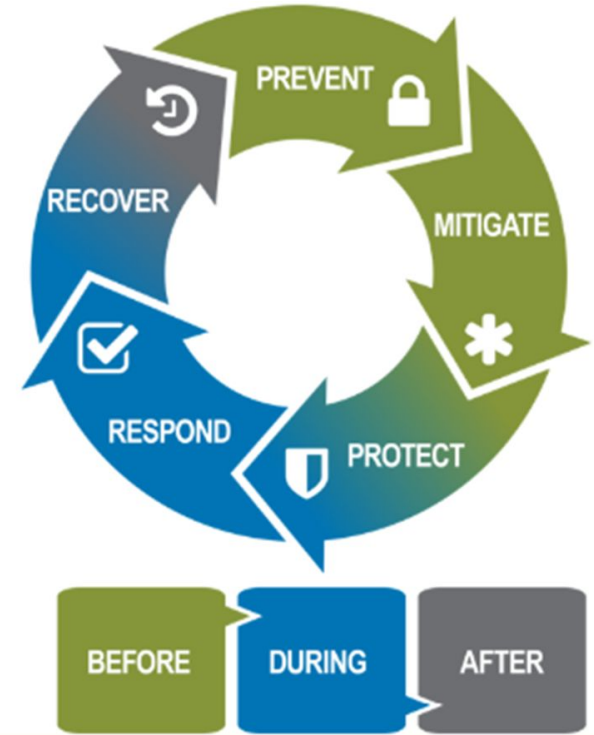 PREVENT
MITIGATE
PROTECT
RESPOND
RECOVER
BEFORE
DURING
AFTER